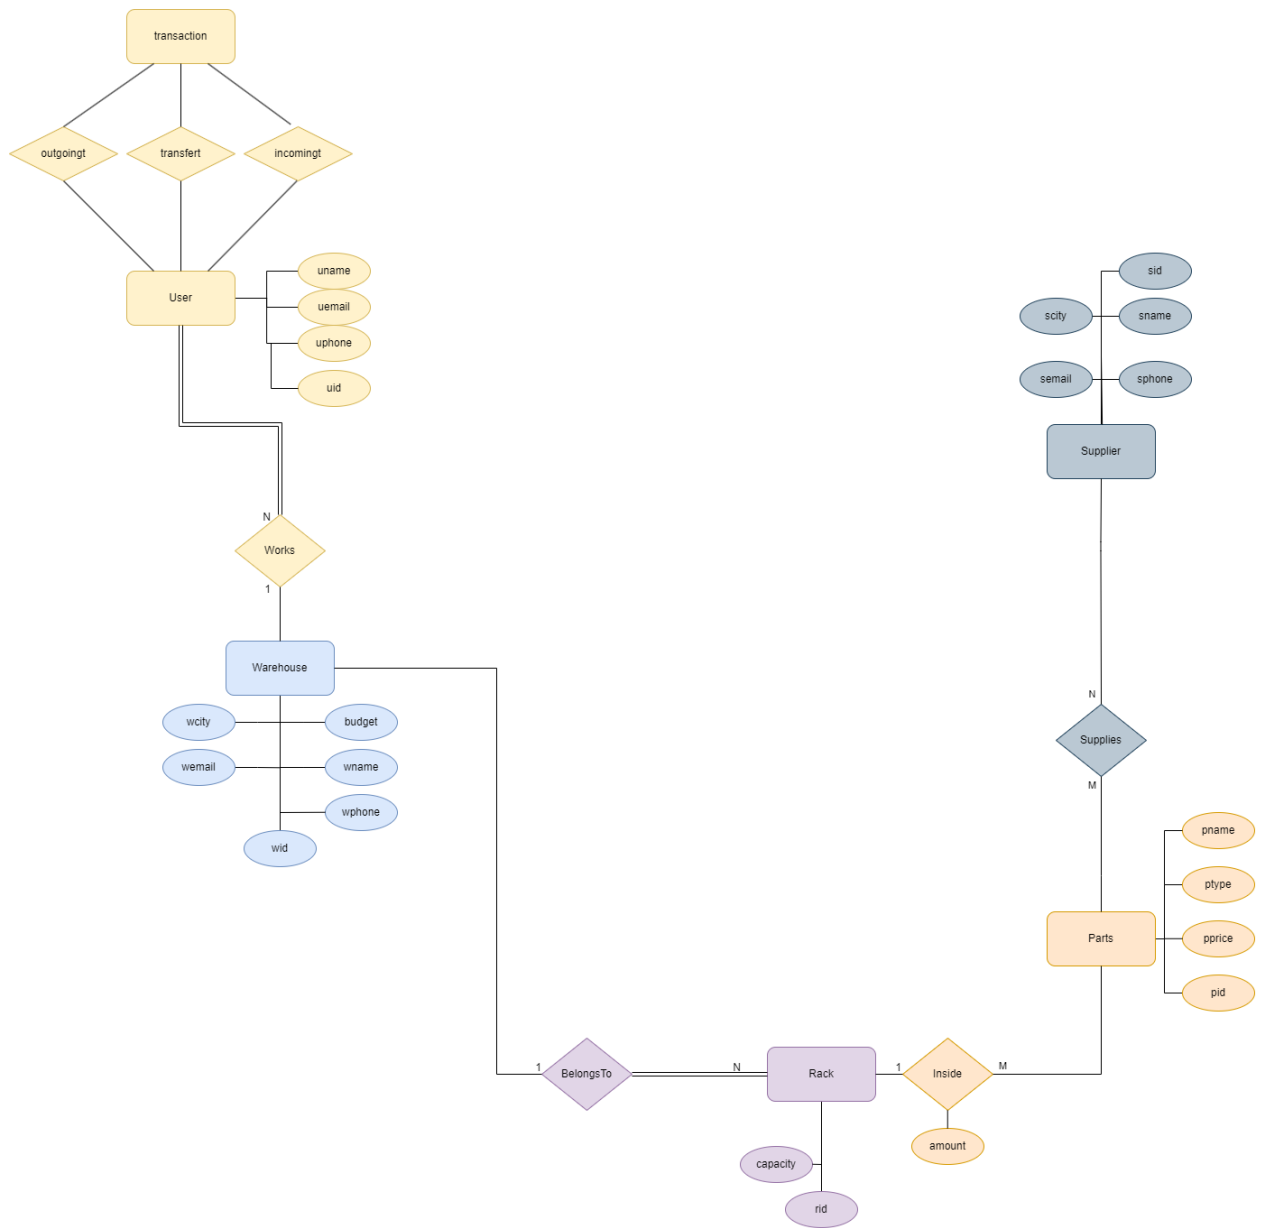 transaction
outgoingt
transfert
incomingt
User
uname
uemail
uphone
uid
N
Works
1
Warehouse
wcity
budget
wemail
wname
wphone
wid
sid
scity
sname
semail
sphone
Supplier
N
Supplies
M
pname
ptype
Parts
pprice
pid
1
BelongsTo
N
Rack
1
Inside
M
amount
capacity
rid